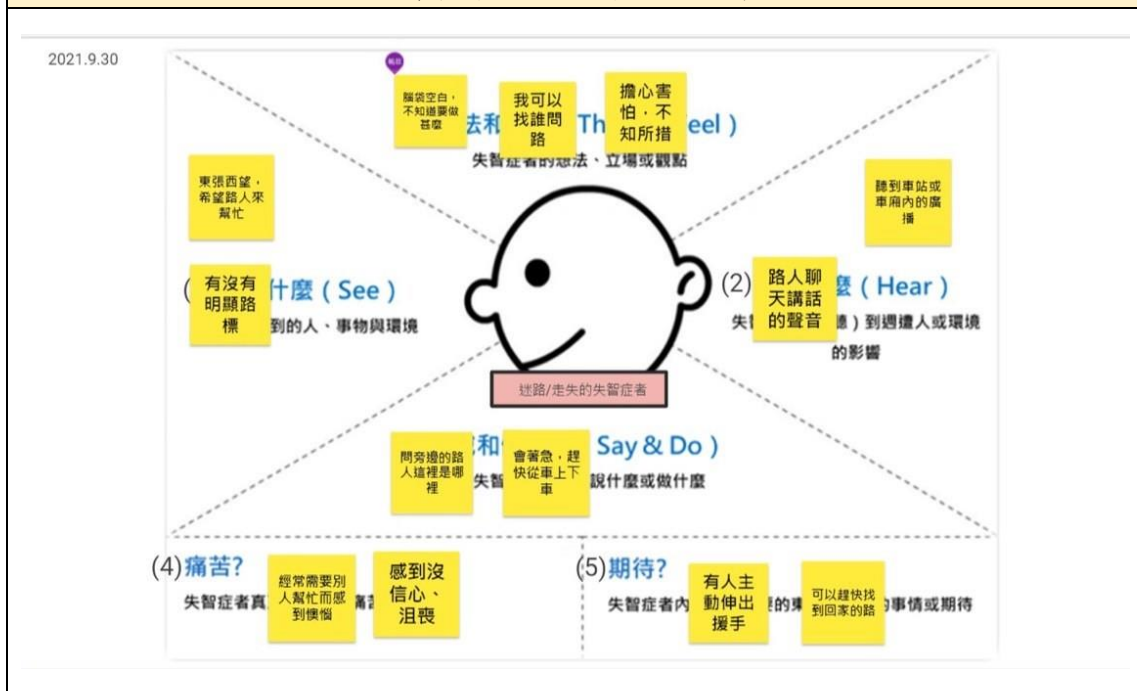 2021.9.30
腦袋空白，
不知道要做
甚麼
我可以
找誰問
路
擔心害
怕，不
知所措
法和
Th
eel )
失智症者的想法、立場或觀點
東張西望，
希望路人來
幫忙
聽到車站或
車廂內的廣
播
(
有沒有
明顯路
標
什麼 ( See )
到的人、事物與環境
(2)
路人聊
天講話
的聲音
麼 ( Hear )
失
) 到週遭人或環境
的影響
迷路/走失的失智症者
問旁邊的路
人這裡是哪
裡
和
會著急，趕
快從車上下
車
Say & Do )
失智
說什麼或做什麼
(4) 痛苦?
經常需要別
人幫忙而感
到懊惱
感到沒
信心、
沮喪
失智症者真
(5) 期待?
有人主
動伸出
援手
可以趕快找
到回家的路
失智症者內
的東
的事情或期待